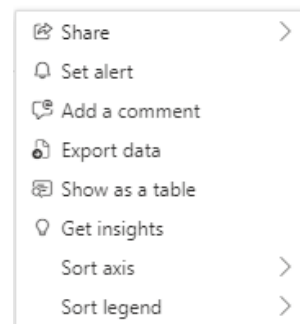 Share
Set alert
Add a comment
Export data
Show as a table
Get insights
Sort axis
Sort legend